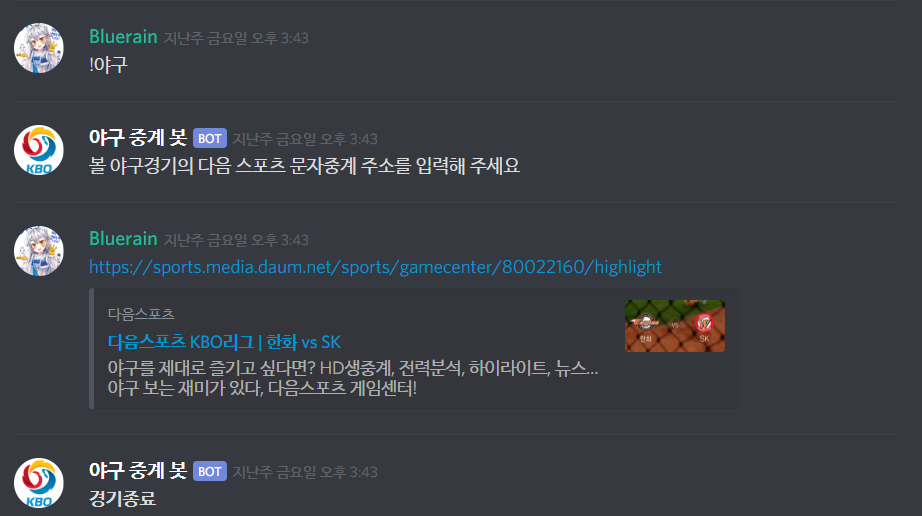 Bluerain 지난주 금요일 오후 3:43
!야구
야구 중계 봇 BOT 지난주 금요일 오후 3:43
볼 야구경기의 다음 스포츠 문자중계 주소를 입력해 주세요
Bluerain 지난주 금요일 오후 3:43
https://sports.media.daum.net/sports/gamecenter/80022160/highlight
다음스포츠
다음스포츠 KBO리그 | 한화 vs SK
야구를 제대로 즐기고 싶다면? HD생중계, 전력분석, 하이라이트, 뉴스...
야구 보는 재미가 있다, 다음스포츠 게임센터!
한화 VS SK
야구 중계 봇 BOT 지난주 금요일 오후 3:43
경기종료
KBO
KBO